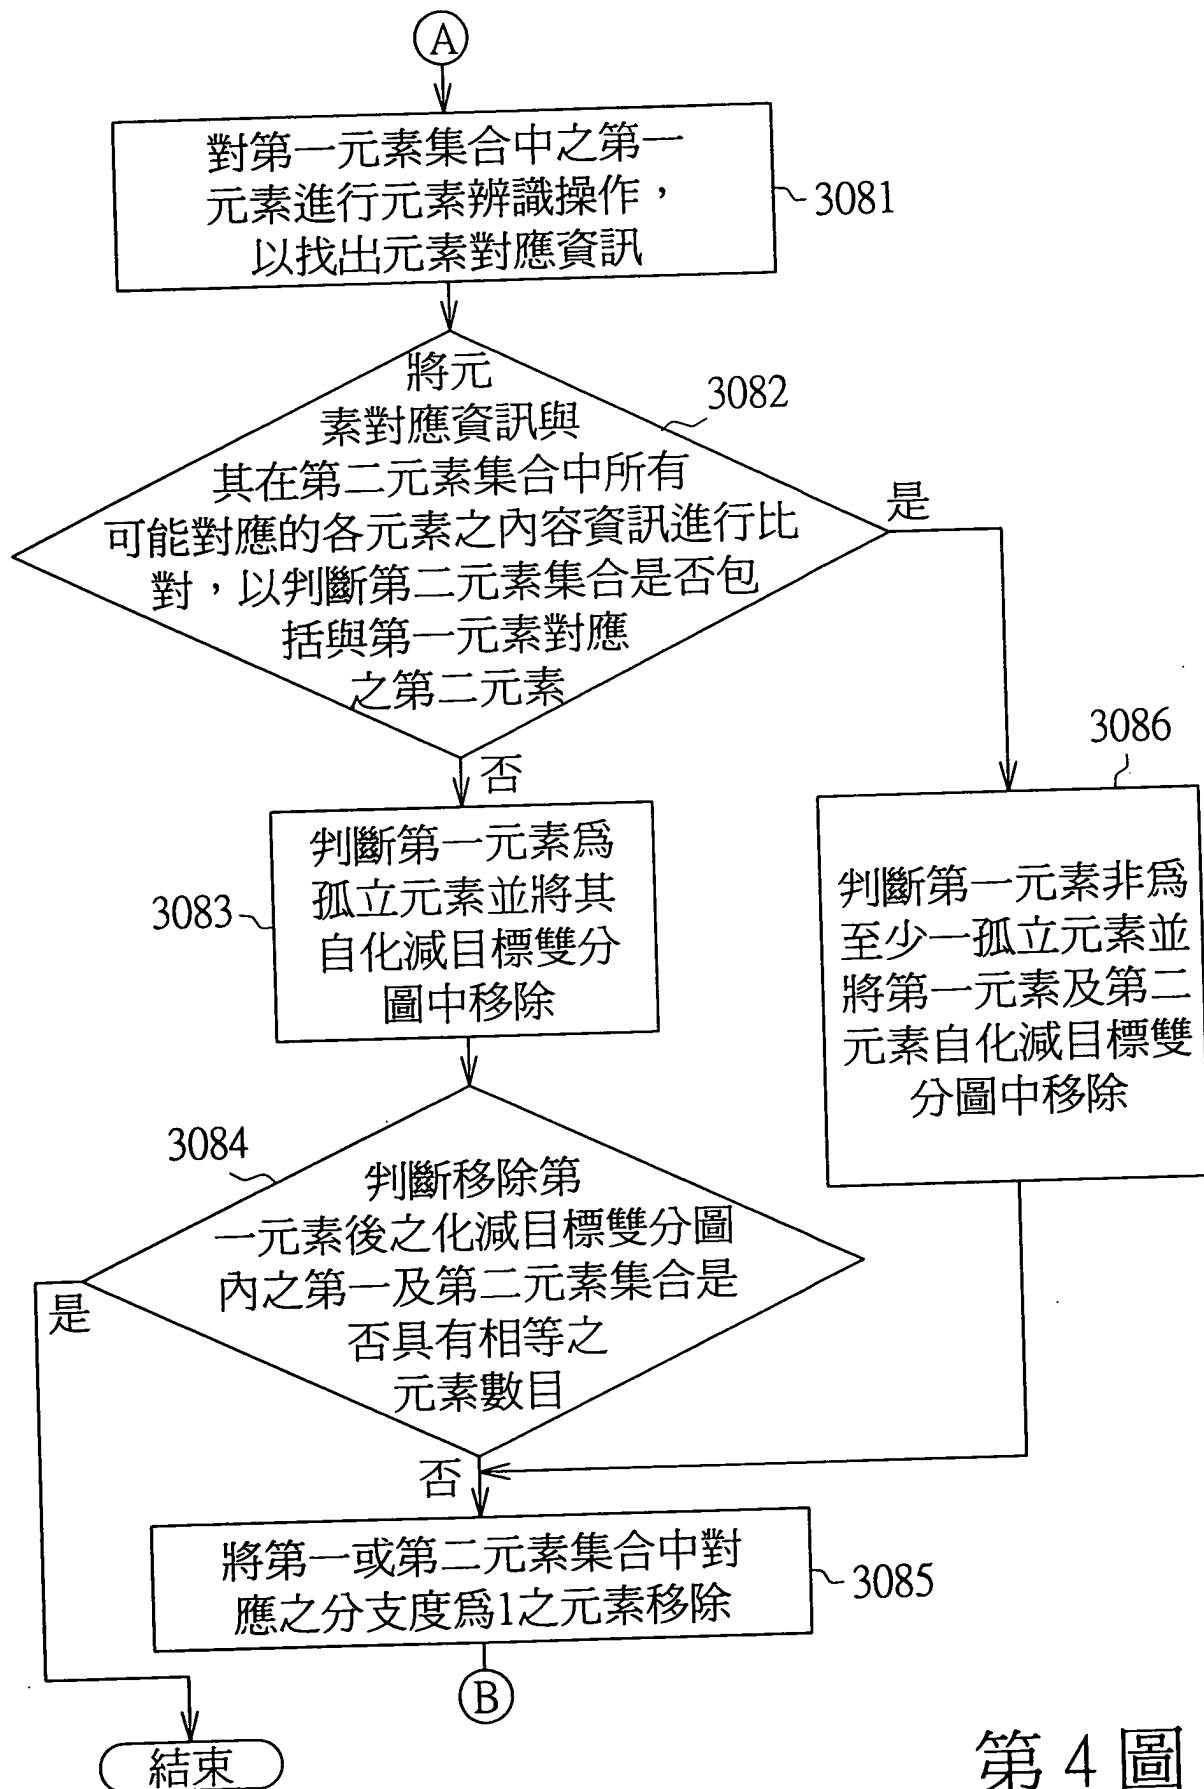 A
對第一元素集合中之第一
元素進行元素辨識操作，
以找出元素對應資訊
3081
將元
素對應資訊與
其在第二元素集合中所有
可能對應的各元素之內容資訊進行比
對，以判斷第二元素集合是否包
括與第一元素對應
之第二元素
3082
是
否
判斷第一元素爲
孤立元素並將其
自化減目標雙分
圖中移除
3083
3086
判斷第一元素非爲
至少一孤立元素並
將第一元素及第二
元素自化減目標雙
分圖中移除
3084
判斷移除第
一元素後之化減目標雙分圖
內之第一及第二元素集合是
否具有相等之
元素數目
是
否
將第一或第二元素集合中對
應之分支度爲1之元素移除
3085
B
結束
第4圖